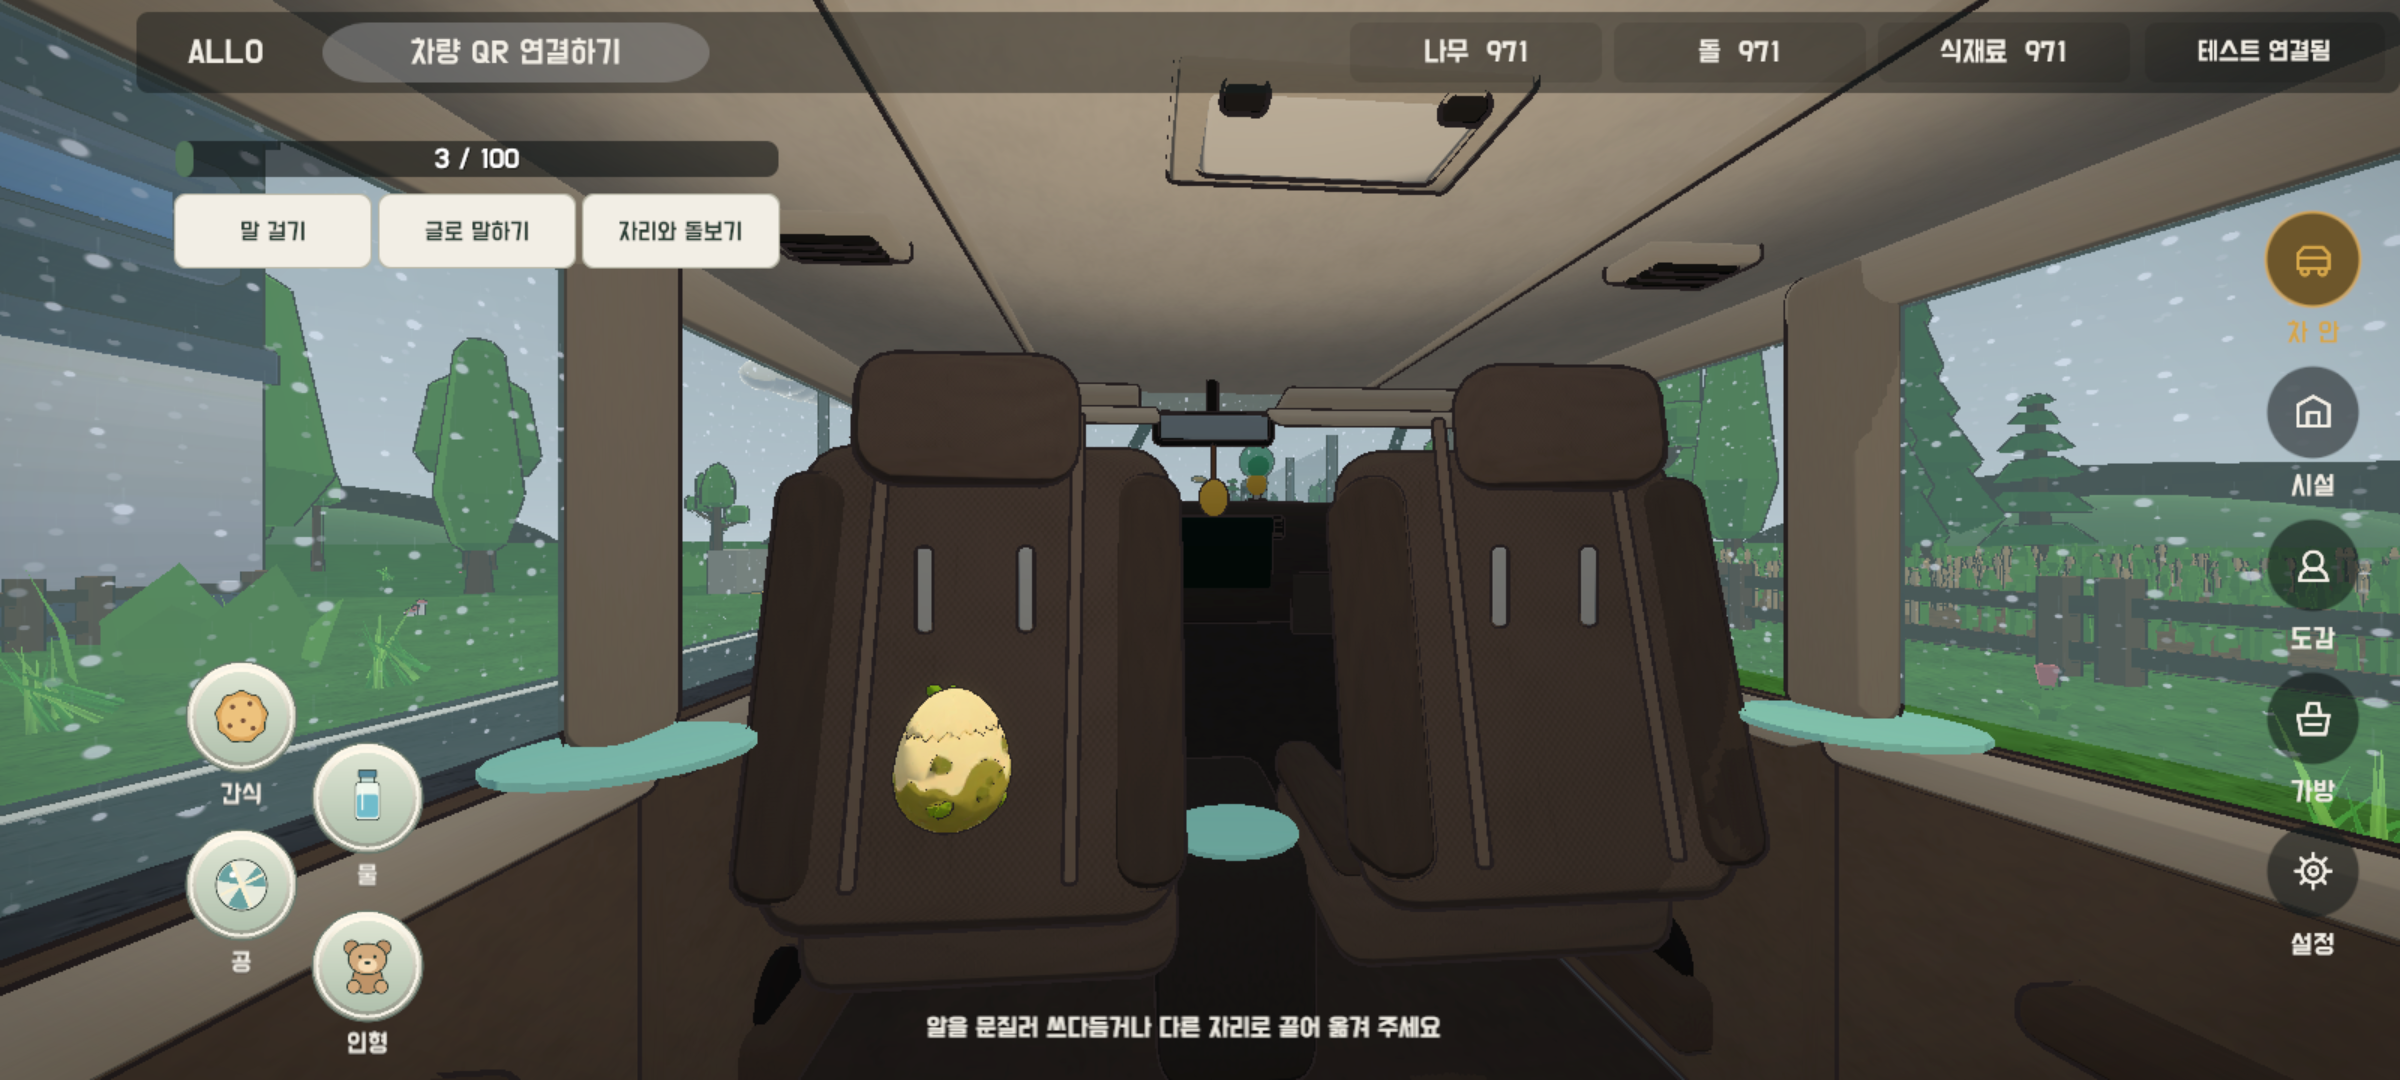 ALLO
차량 QR 연결하기
나무 971
돌 971
식재료 971
테스트 연결됨
3 / 100
말 걸기
글로 말하기
자리와 돌보기
차 안
시설
도감
가방
설정
간식
물
공
인형
알을 문질러 쓰다듬거나 다른 자리로 끌어 옮겨 주세요